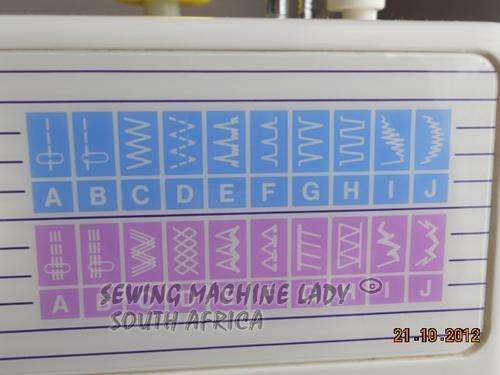 A B C D E F G H I J
A B H I J
SEWING MACHINE LADY ©
SOUTH AFRICA
21-10-2012